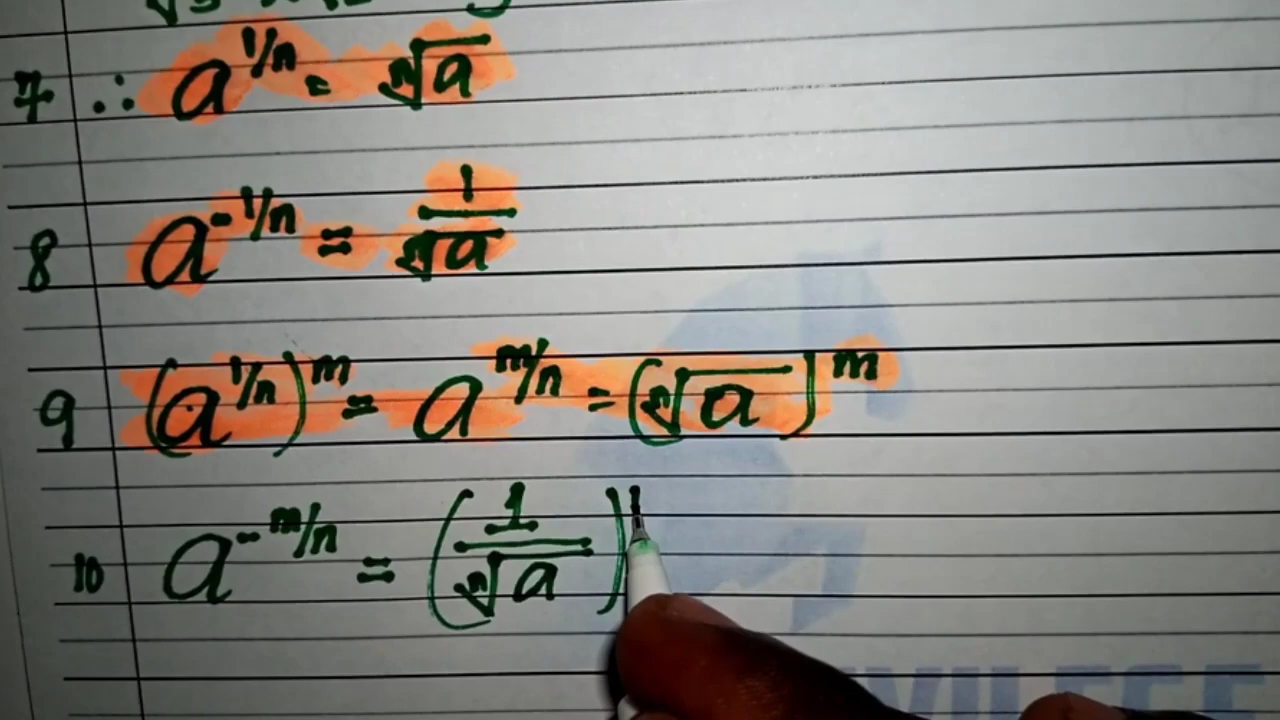 7 ∴ a^1/n = ⁿ√a
8 a^-1/n = 1/ⁿ√a
9 (a^1/n)^m = a^m/n = (ⁿ√a)^m
10 a^-m/n = (1/ⁿ√a)